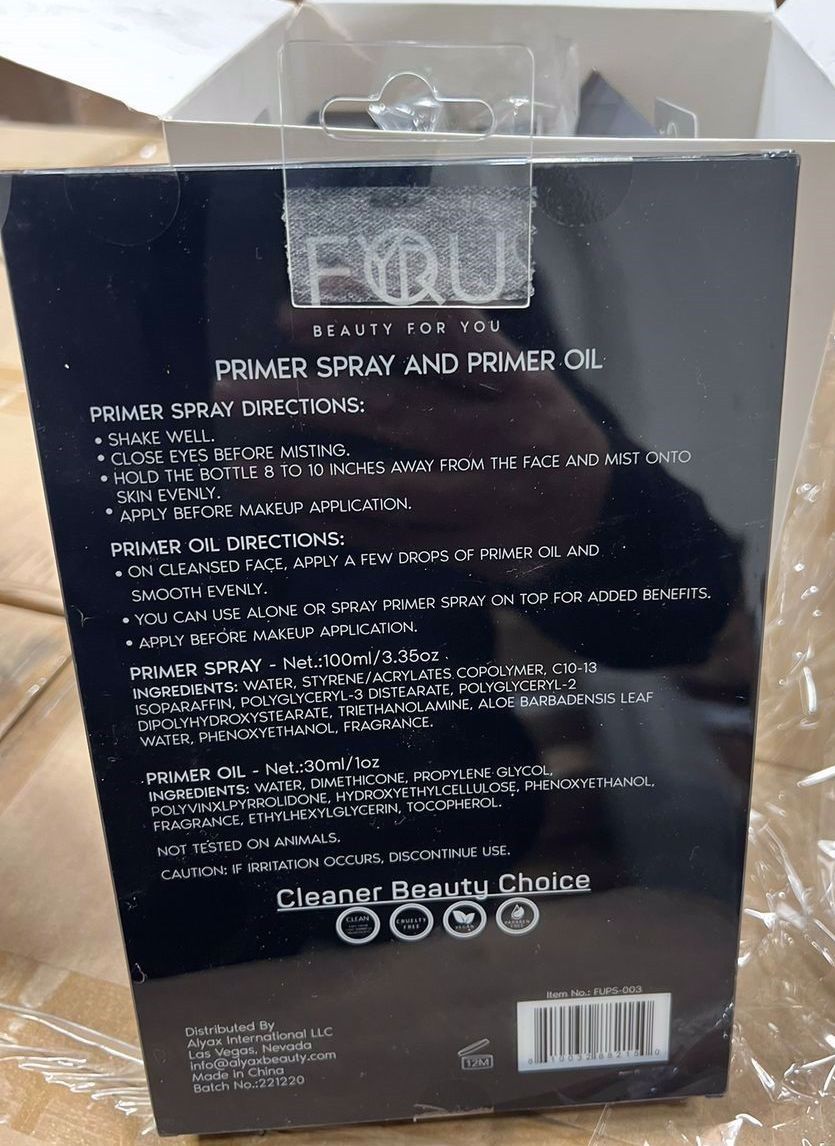 BEAUTY FOR YOU
PRIMER SPRAY AND PRIMER OIL
PRIMER SPRAY DIRECTIONS:
• SHAKE WELL.
• CLOSE EYES BEFORE MISTING.
• HOLD THE BOTTLE 8 TO 10 INCHES AWAY FROM THE FACE AND MIST ONTO
SKIN EVENLY.
• APPLY BEFORE MAKEUP APPLICATION.
PRIMER OIL DIRECTIONS:
• ON CLEANSED FACE, APPLY A FEW DROPS OF PRIMER OIL AND
SMOOTH EVENLY.
• YOU CAN USE ALONE OR SPRAY PRIMER SPRAY ON TOP FOR ADDED BENEFITS.
• APPLY BEFORE MAKEUP APPLICATION.
PRIMER SPRAY - Net.:100ml/3.35oz
INGREDIENTS: WATER, STYRENE/ACRYLATES COPOLYMER, C10-13
ISOPARAFFIN, POLYGLYCERYL-3 DISTEARATE, POLYGLYCERYL-2
DIPOLYHYDROXYSTEARATE, TRIETHANOLAMINE, ALOE BARBADENSIS LEAF
WATER, PHENOXYETHANOL, FRAGRANCE.
PRIMER OIL - Net.:30ml/1oz
INGREDIENTS: WATER, DIMETHICONE, PROPYLENE GLYCOL,
POLYVINXLPYRROLIDONE, HYDROXYETHYLCELLULOSE, PHENOXYETHANOL,
FRAGRANCE, ETHYLHEXYLGLYCERIN, TOCOPHEROL.
NOT TESTED ON ANIMALS.
CAUTION: IF IRRITATION OCCURS, DISCONTINUE USE.
Cleaner Beauty Choice
CLEAN
CRUELTY
FREE
VEGAN
PARABEN
FREE
Item No.: FUPS-003
Distributed By
Alyax International LLC
Las Vegas, Nevada
info@alyaxbeauty.com
Made in China
Batch No.:221220
12M